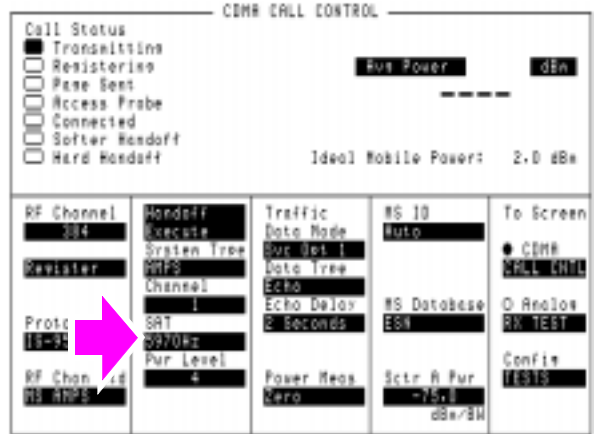 CDMA CALL CONTROL
Call Status
Transmitting
Registering
Page Sent
Access Probe
Connected
Softer Handoff
Hard Handoff
Avg Power
dBm
----
Ideal Mobile Power: 2.0 dBm
RF Channel
384
Register
Proto
IS-95
RF Chan
MS AMPS
Handoff
Execute
System Type
AMPS
Channel
1
SAT
5970Hz
Pwr Level
4
Traffic
Data Mode
Svc Opt 1
Data Type
Echo
Echo Delay
2 Seconds
Power Meas
Zero
MS ID
Auto
MS Database
ESN
Sctr A Pwr
-75.0
dBm/BW
To Screen
CDMA
CALL CNTL
Analog
RX TEST
Config
TESTS